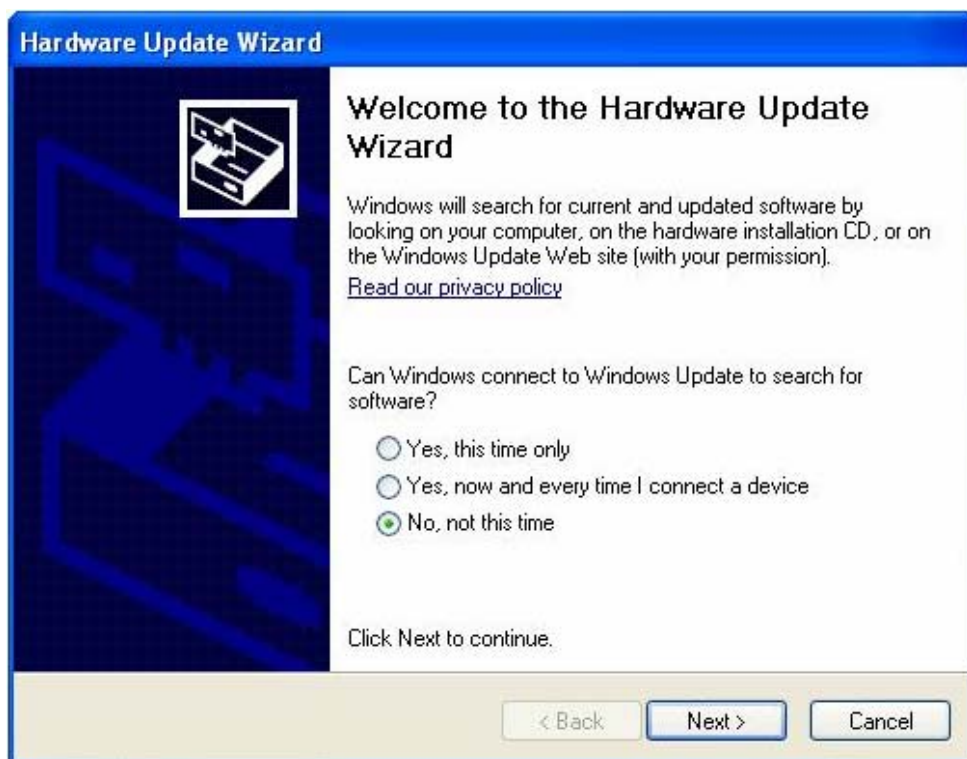 Hardware Update Wizard
Welcome to the Hardware Update
Wizard
Windows will search for current and updated software by
looking on your computer, on the hardware installation CD, or on
the Windows Update Web site (with your permission).
Read our privacy policy
Can Windows connect to Windows Update to search for
software?
Yes, this time only
Yes, now and every time I connect a device
No, not this time
Click Next to continue.
< Back
Next >
Cancel